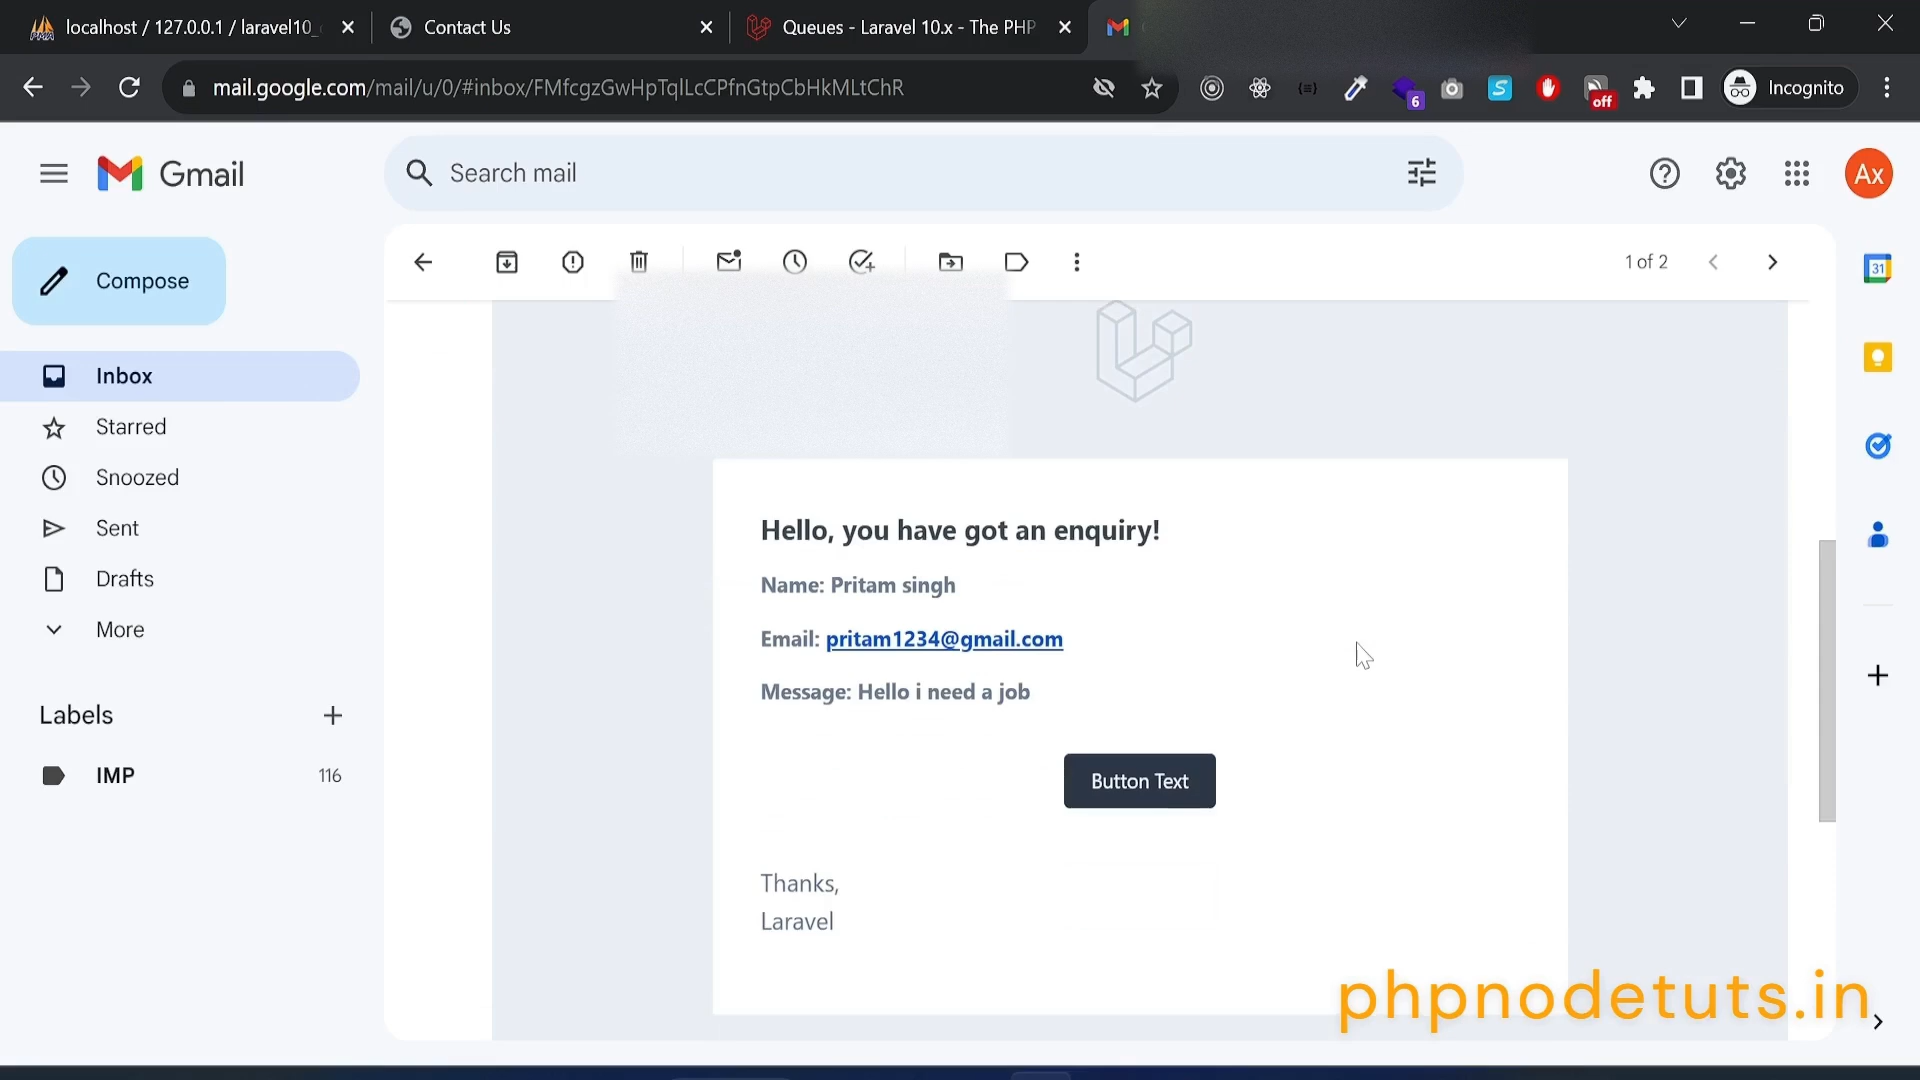 localhost / 127.0.0.1 / laravel10_
Contact Us
Queues - Laravel 10.x - The PHP
mail.google.com/mail/u/0/#inbox/FMfcgzGwHpTqlLcCPfnGtpCbHkMLtChR
6
off
Incognito
Gmail
Search mail
Ax
Compose
1 of 2
31
Inbox
Starred
Snoozed
Sent
Drafts
More
Labels
IMP 116
Hello, you have got an enquiry!
Name: Pritam singh
Email: pritam1234@gmail.com
Message: Hello i need a job
Button Text
Thanks,
Laravel
phpnodetuts.in